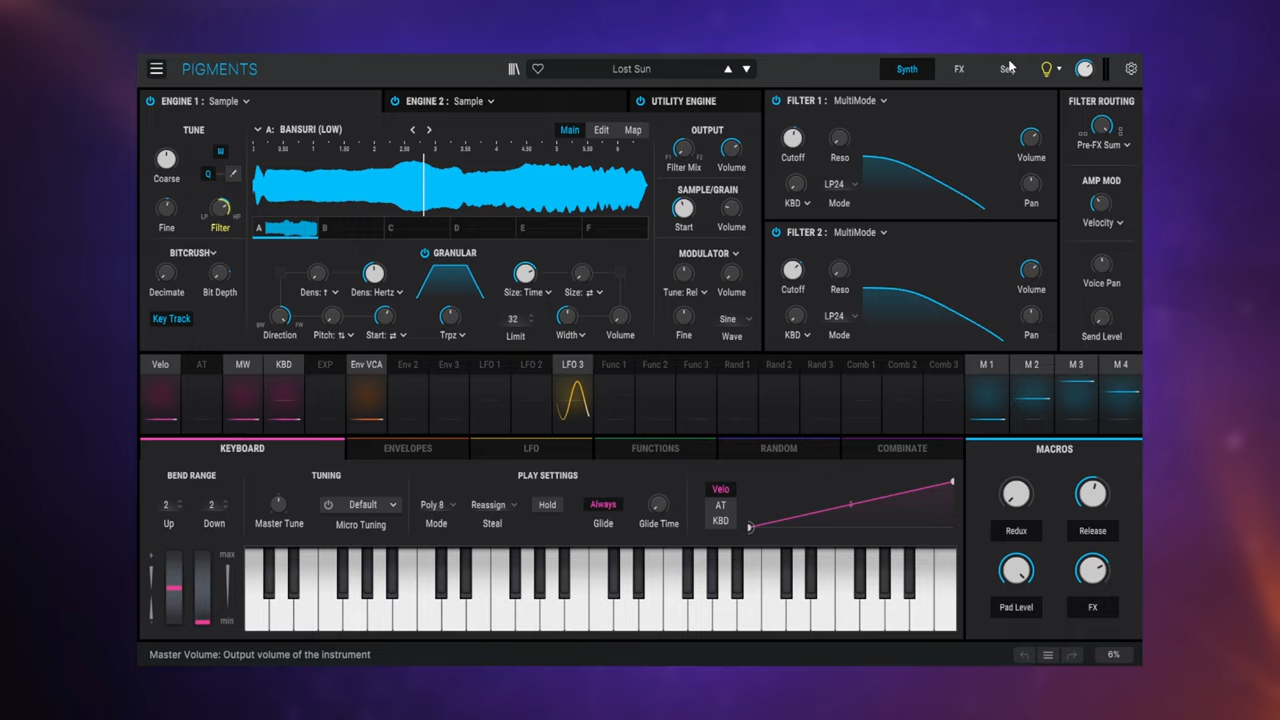 PIGMENTS
Lost Sun
Synth FX Se
ENGINE 1: Sample
ENGINE 2: Sample
UTILITY ENGINE
FILTER 1: MultiMode
FILTER ROUTING
TUNE
A: BANSURI (LOW)
Main Edit Map
OUTPUT
Cutoff Reso Volume
Pre-FX Sum
Coarse
Q
F1 F2
Filter Mix Volume
KBD LP24 Mode Pan
AMP MOD
Velocity
SAMPLE/GRAIN
Start Volume
Fine
LP HP
Filter
A B C D E F
FILTER 2: MultiMode
BITCRUSH
Decimate Bit Depth
Key Track
GRANULAR
Dens: ↑ Dens: Hertz Size: Time Size: ⇄
BW FW
Direction Pitch: ⇅ Start: ⇄ Trpz
32
Limit Width Volume
MODULATOR
Tune: Rel Volume
Fine
Sine
Wave
Cutoff Reso Volume
KBD LP24 Mode Pan
Voice Pan
Send Level
Velo AT MW KBD EXP Env VCA Env 2 Env 3 LFO 1 LFO 2 LFO 3 Func 1 Func 2 Func 3 Rand 1 Rand 2 Rand 3 Comb 1 Comb 2 Comb 3 M 1 M 2 M 3 M 4
KEYBOARD ENVELOPES LFO FUNCTIONS RANDOM COMBINATE MACROS
BEND RANGE
2 2
Up Down
TUNING
Master Tune
Default
Micro Tuning
PLAY SETTINGS
Poly 8 Reassign Hold Always
Mode Steal Glide Glide Time
Velo
AT
KBD
Redux Release
Pad Level FX
+ max
- min
Master Volume: Output volume of the instrument
6%